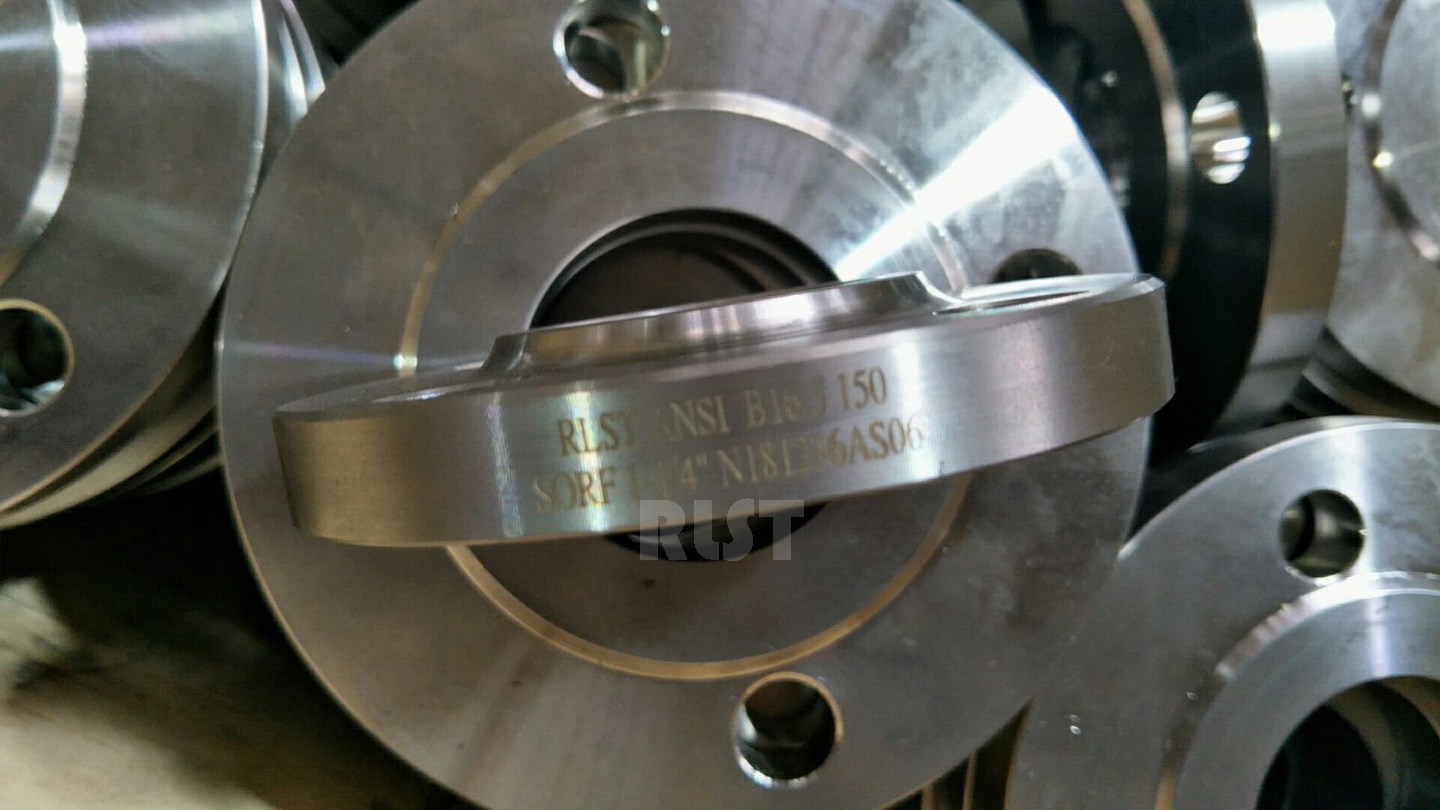 RLST ANSI B16.5 150
SORF 1 1/4" N181216AS06
RLST